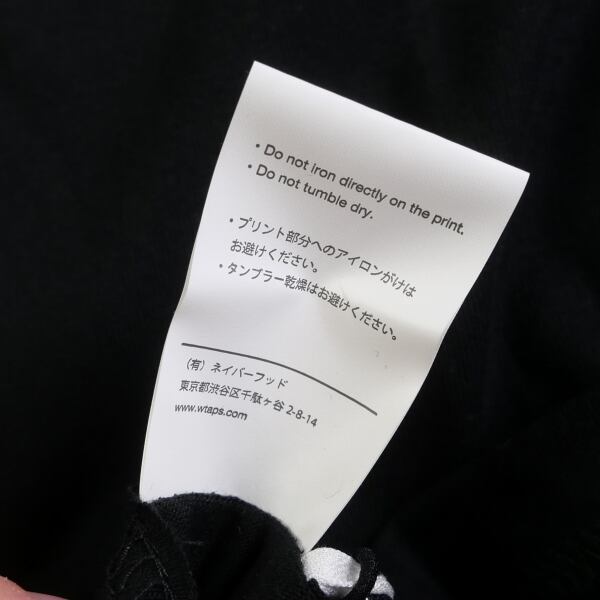 ・Do not iron directly on the print.
・Do not tumble dry.
・プリント部分へのアイロンがけは
お避けください。
・タンブラー乾燥はお避けください。
(有) ネイバーフッド
東京都渋谷区千駄ヶ谷 2-8-14
www.wtaps.com